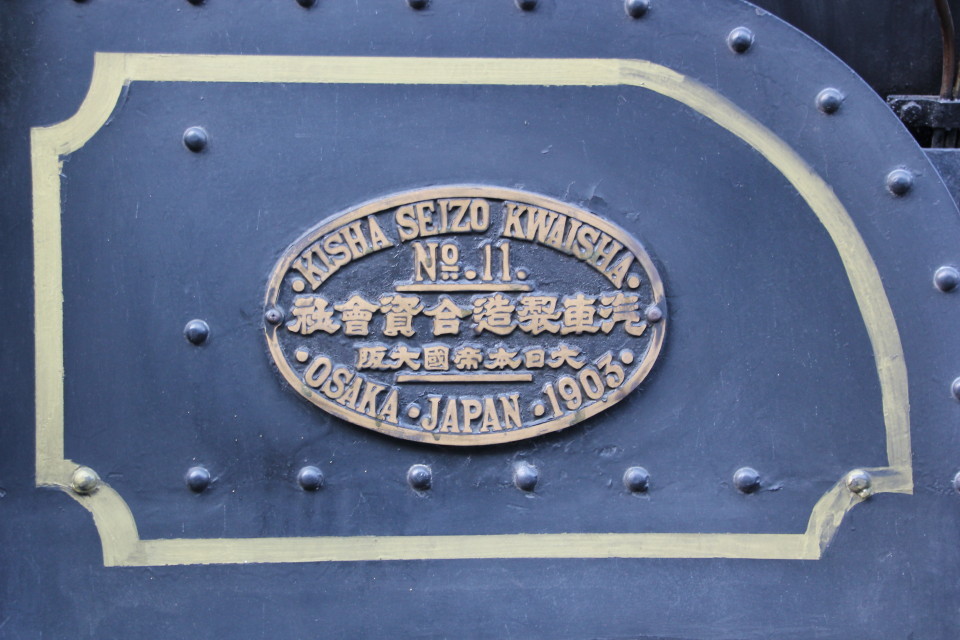 KISHA SEIZO KWAISHA
No. 11.
社會資合造製車汽
阪大國帝本日大
OSAKA · JAPAN · 1903